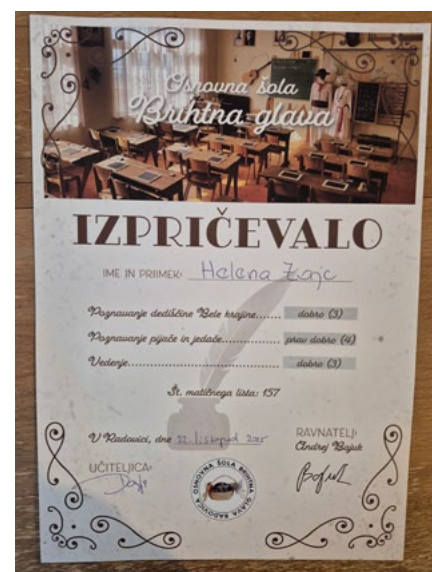 Osnovna šola
Brihtna glava
IZPRIČEVALO
IME IN PRIIMEK: Helena Zajc
Poznavanje dediščine Bele krajine........ dobro (3)
Poznavanje pijače in jedače................ prav dobro (4)
Vedenje............................................. dobro (3)
Št. matičnega lista: 157
V Radovici, dne 22. listopad
RAVNATELJ:
Andrej Bajuk
UČITELJICA:
OSNOVNA ŠOLA BRIHTNA GLAVA RADOVICA